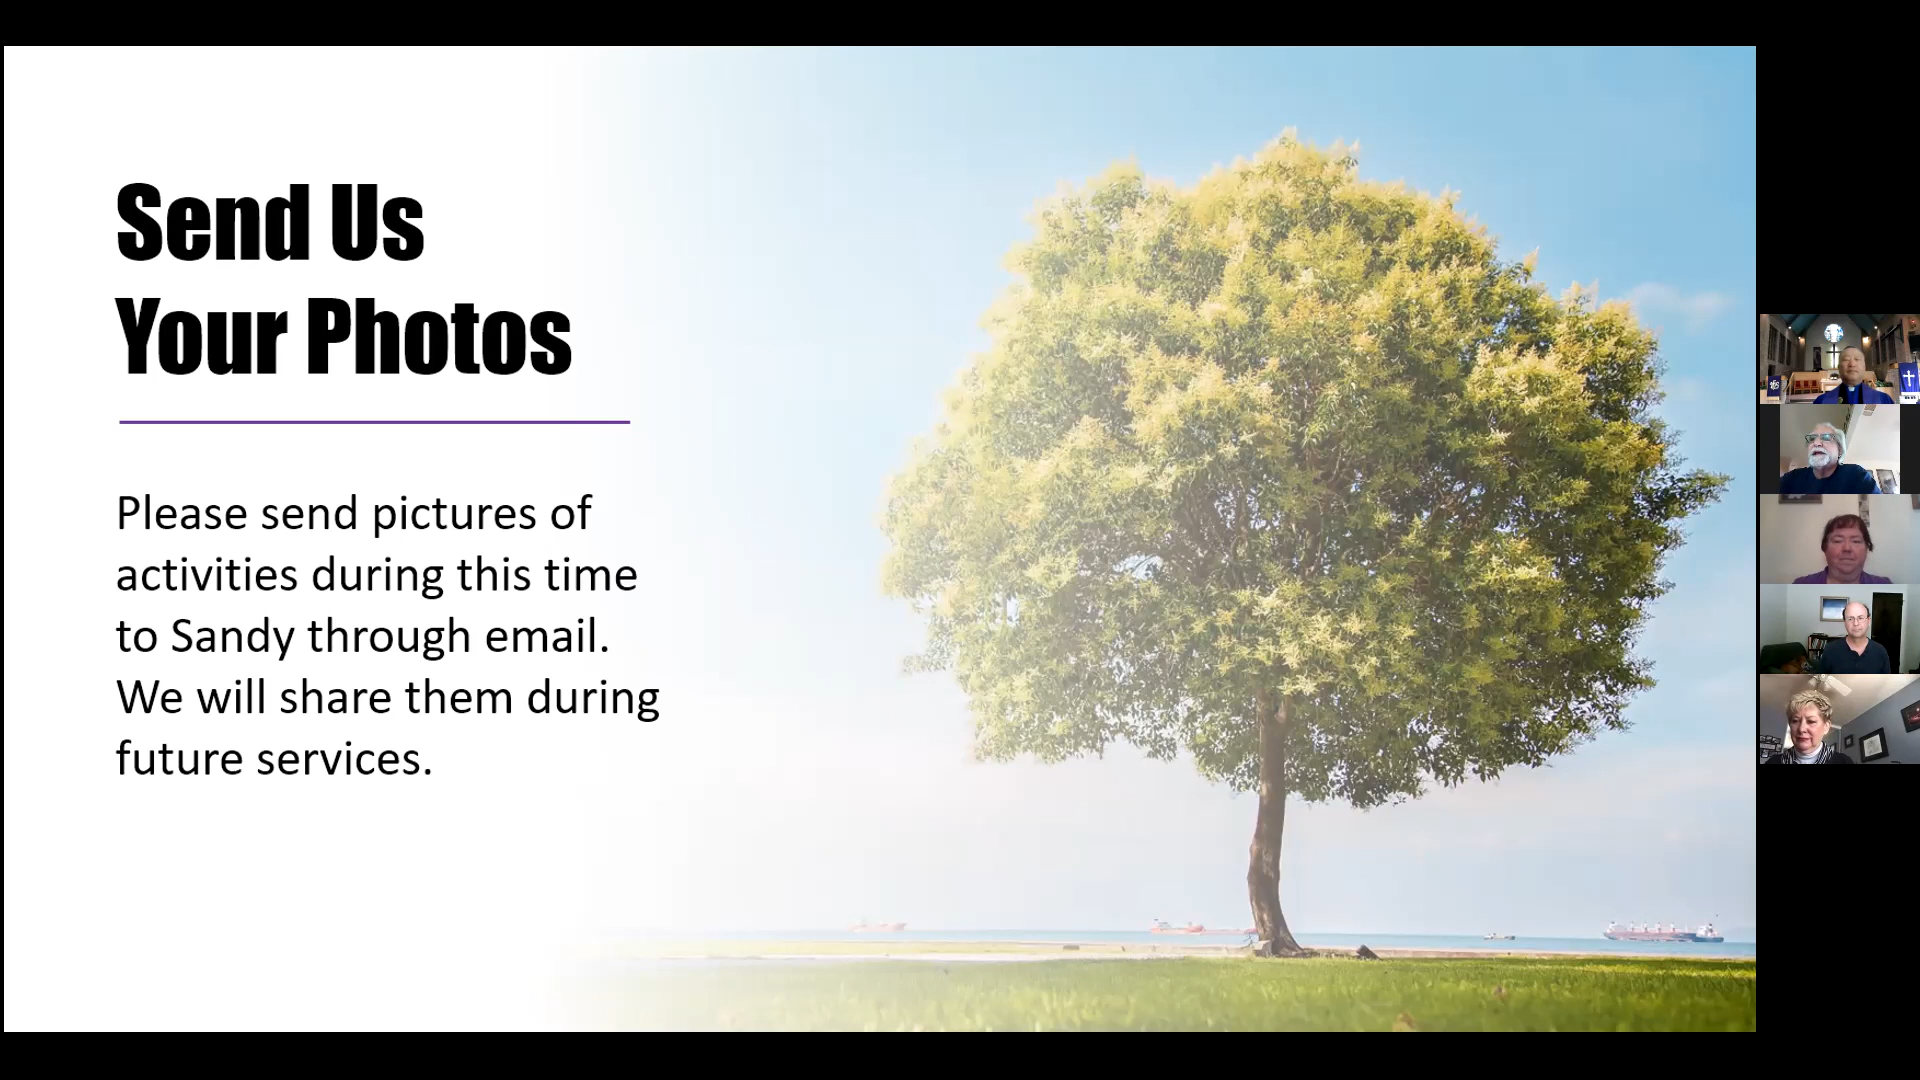 Send Us
Your Photos
Please send pictures of
activities during this time
to Sandy through email.
We will share them during
future services.